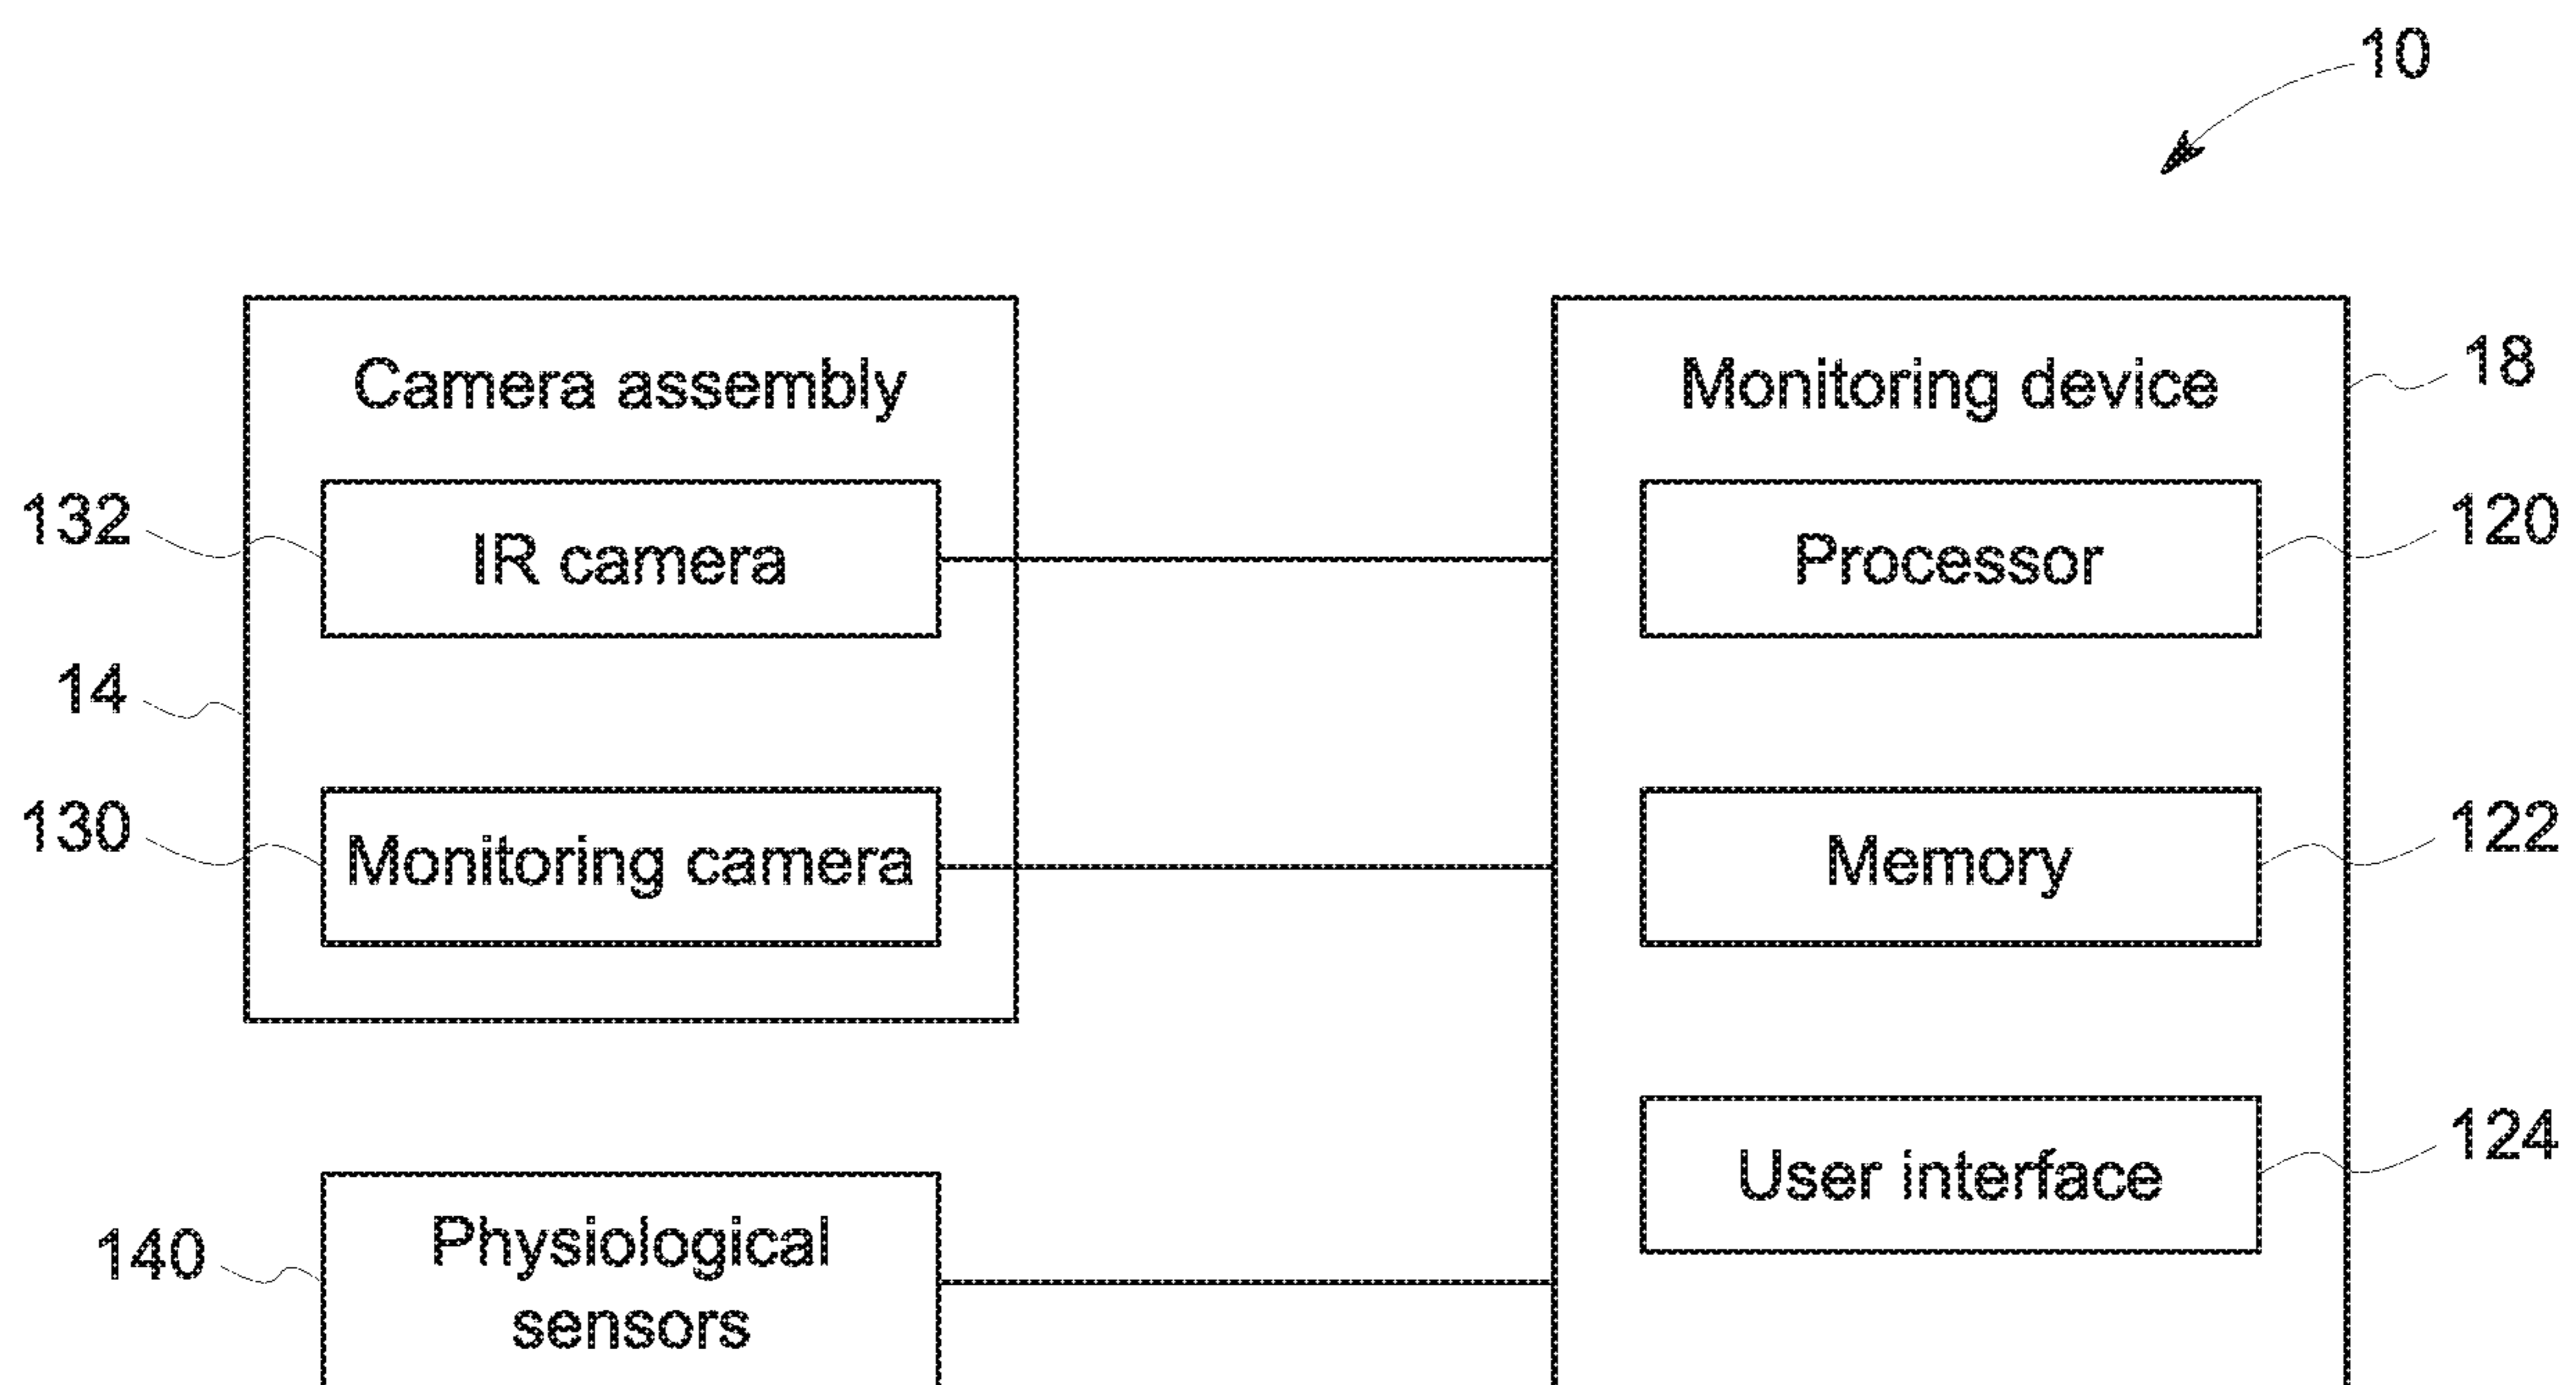 10
Camera assembly
Monitoring device
18
132
IR camera
Processor
120
14
130
Monitoring camera
Memory
122
User interface
124
140
Physiological
sensors